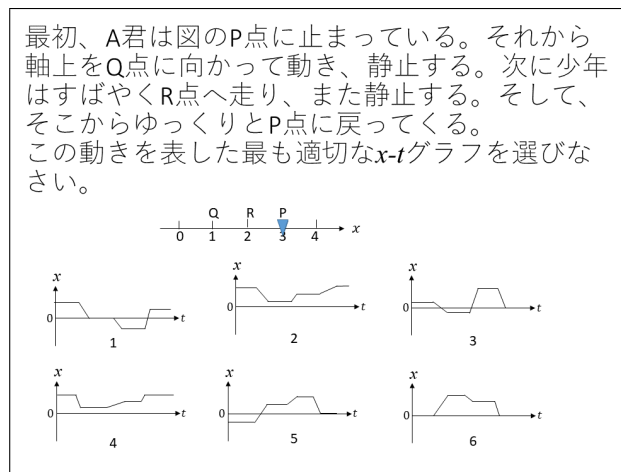 最初、A君は図のP点に止まっている。それから
軸上をQ点に向かって動き、静止する。次に少年
はすばやくR点へ走り、また静止する。そして、
そこからゆっくりとP点に戻ってくる。
この動きを表した最も適切なx-tグラフを選びな
さい。
Q R P
0 1 2 3 4 x
x 0 t 1
x 0 t 2
x 0 t 3
x 0 t 4
x 0 t 5
x 0 t 6